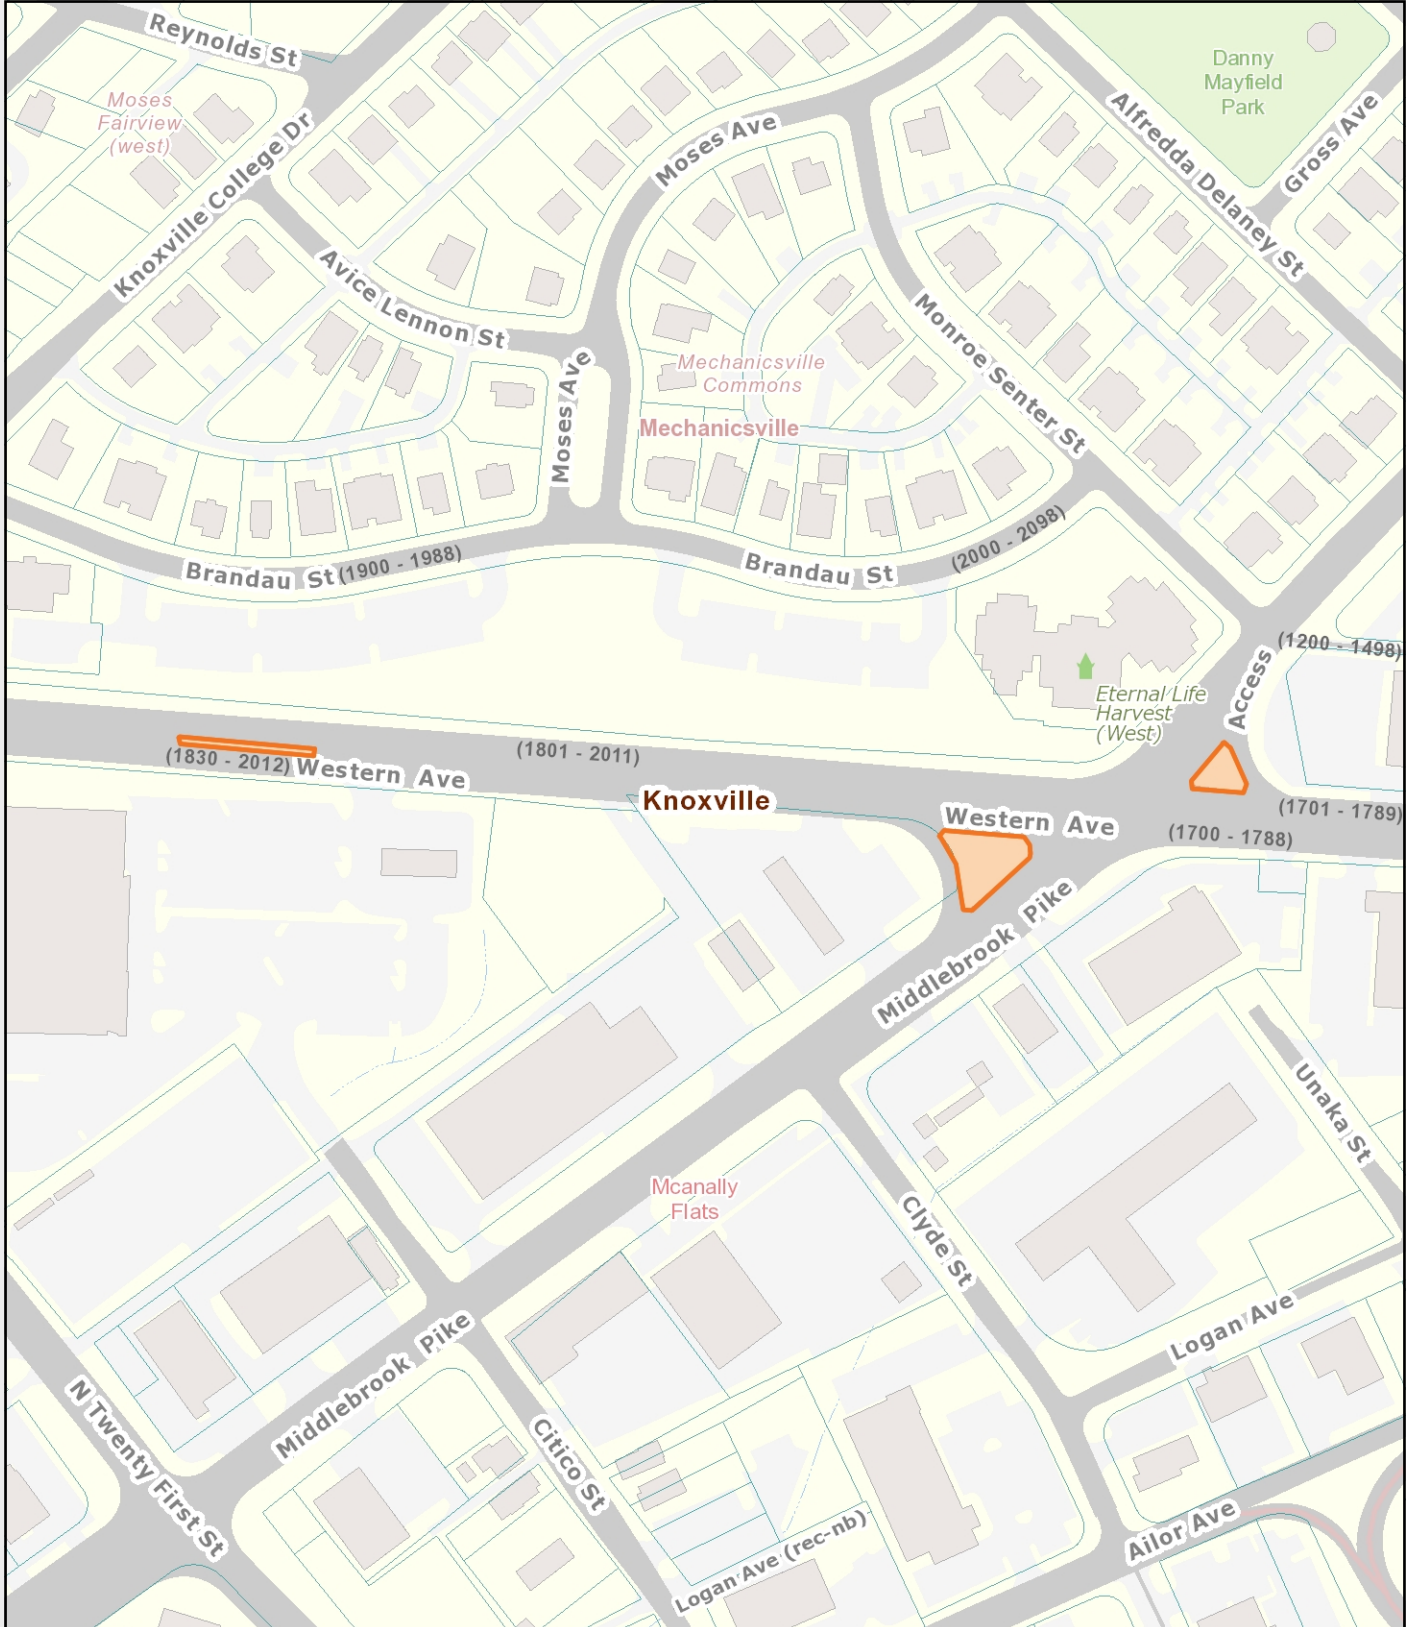 Reynolds St
Danny
Mayfield
Park
Moses
Fairview
(west)
Alfredda Delaney St
Gross Ave
Moses Ave
Knoxville College Dr
Avice Lennon St
Monroe Senter St
Moses Ave
Mechanicsville
Commons
Mechanicsville
(2000 - 2098)
Brandau St
(1900 - 1988)
Brandau St
(1200 - 1498)
Access
Eternal Life
Harvest
(West)
(1801 - 2011)
(1830 - 2012)
Western Ave
Knoxville
(1701 - 1789)
Western Ave
(1700 - 1788)
Middlebrook Pike
Unaka St
Mcanally
Flats
Clyde St
Logan Ave
Middlebrook Pike
N Twenty First St
Citico St
Logan Ave (rec-nb)
Ailor Ave